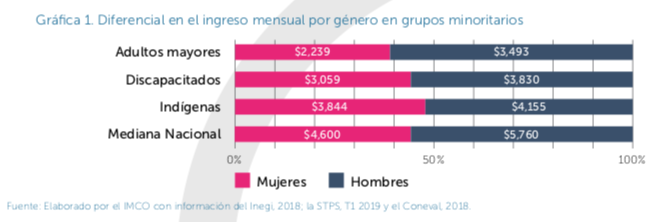 Gráfica 1. Diferencial en el ingreso mensual por género en grupos minoritarios
Adultos mayores $2,239 $3,493
Discapacitados $3,059 $3,830
Indígenas $3,844 $4,155
Mediana Nacional $4,600 $5,760
0% 50% 100%
Mujeres Hombres
Fuente: Elaborado por el IMCO con información del Inegi, 2018; la STPS, T1 2019 y el Coneval, 2018.